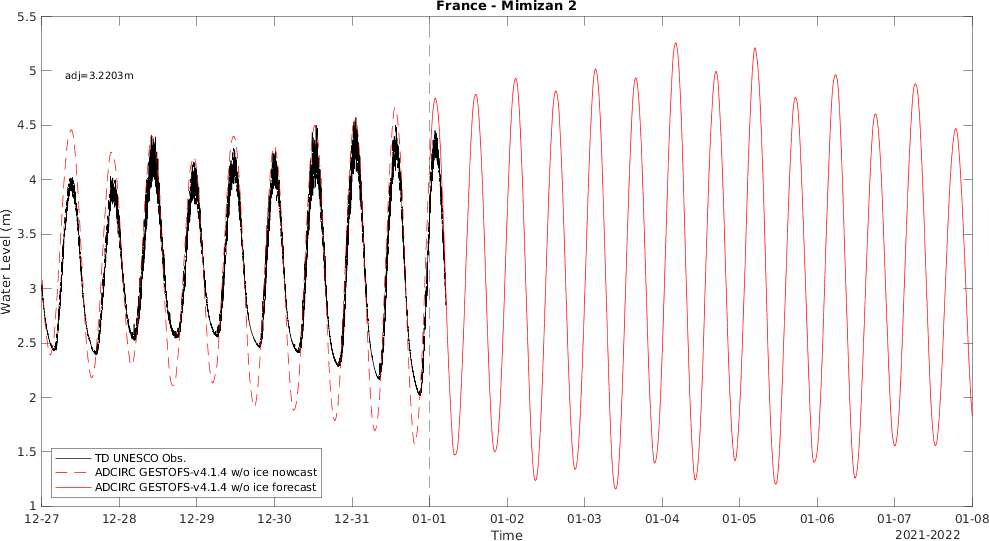 France - Mimizan 2
adj=3.2203m
Water Level (m)
5.5
5
4.5
4
3.5
3
2.5
2
1.5
1
TD UNESCO Obs.
ADCIRC GESTOFS-v4.1.4 w/o ice nowcast
ADCIRC GESTOFS-v4.1.4 w/o ice forecast
12-27 12-28 12-29 12-30 12-31 01-01 01-02 01-03 01-04 01-05 01-06 01-07 01-08
Time
2021-2022